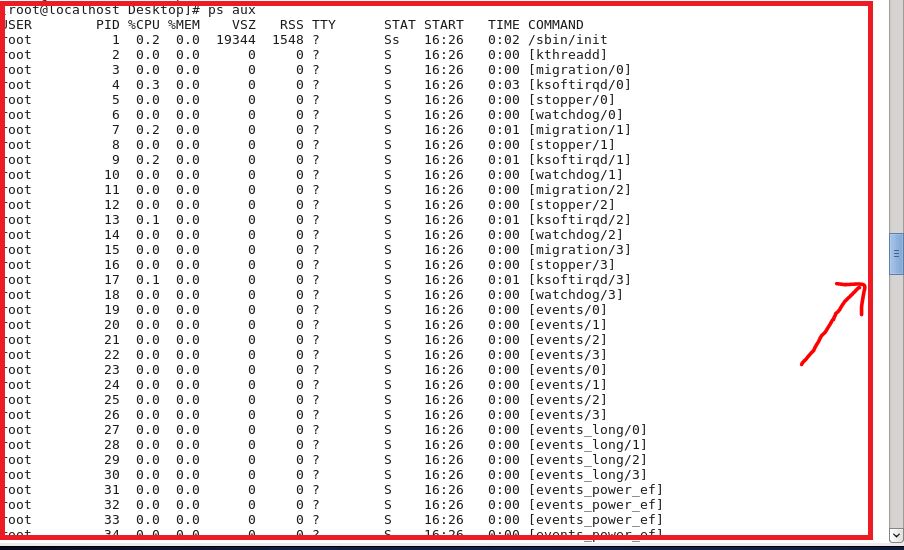 [root@localhost Desktop]# ps aux
USER PID %CPU %MEM VSZ RSS TTY STAT START TIME COMMAND
root 1 0.2 0.0 19344 1548 ? Ss 16:26 0:02 /sbin/init
root 2 0.0 0.0 0 0 ? S 16:26 0:00 [kthreadd]
root 3 0.0 0.0 0 0 ? S 16:26 0:00 [migration/0]
root 4 0.3 0.0 0 0 ? S 16:26 0:03 [ksoftirqd/0]
root 5 0.0 0.0 0 0 ? S 16:26 0:00 [stopper/0]
root 6 0.0 0.0 0 0 ? S 16:26 0:00 [watchdog/0]
root 7 0.2 0.0 0 0 ? S 16:26 0:01 [migration/1]
root 8 0.0 0.0 0 0 ? S 16:26 0:00 [stopper/1]
root 9 0.2 0.0 0 0 ? S 16:26 0:01 [ksoftirqd/1]
root 10 0.0 0.0 0 0 ? S 16:26 0:00 [watchdog/1]
root 11 0.0 0.0 0 0 ? S 16:26 0:00 [migration/2]
root 12 0.0 0.0 0 0 ? S 16:26 0:00 [stopper/2]
root 13 0.1 0.0 0 0 ? S 16:26 0:01 [ksoftirqd/2]
root 14 0.0 0.0 0 0 ? S 16:26 0:00 [watchdog/2]
root 15 0.0 0.0 0 0 ? S 16:26 0:00 [migration/3]
root 16 0.0 0.0 0 0 ? S 16:26 0:00 [stopper/3]
root 17 0.1 0.0 0 0 ? S 16:26 0:01 [ksoftirqd/3]
root 18 0.0 0.0 0 0 ? S 16:26 0:00 [watchdog/3]
root 19 0.0 0.0 0 0 ? S 16:26 0:00 [events/0]
root 20 0.0 0.0 0 0 ? S 16:26 0:00 [events/1]
root 21 0.0 0.0 0 0 ? S 16:26 0:00 [events/2]
root 22 0.0 0.0 0 0 ? S 16:26 0:00 [events/3]
root 23 0.0 0.0 0 0 ? S 16:26 0:00 [events/0]
root 24 0.0 0.0 0 0 ? S 16:26 0:00 [events/1]
root 25 0.0 0.0 0 0 ? S 16:26 0:00 [events/2]
root 26 0.0 0.0 0 0 ? S 16:26 0:00 [events/3]
root 27 0.0 0.0 0 0 ? S 16:26 0:00 [events_long/0]
root 28 0.0 0.0 0 0 ? S 16:26 0:00 [events_long/1]
root 29 0.0 0.0 0 0 ? S 16:26 0:00 [events_long/2]
root 30 0.0 0.0 0 0 ? S 16:26 0:00 [events_long/3]
root 31 0.0 0.0 0 0 ? S 16:26 0:00 [events_power_ef]
root 32 0.0 0.0 0 0 ? S 16:26 0:00 [events_power_ef]
root 33 0.0 0.0 0 0 ? S 16:26 0:00 [events_power_ef]
root 34 0.0 0.0 0 0 ? S 16:26 0:00 [events_power_ef]